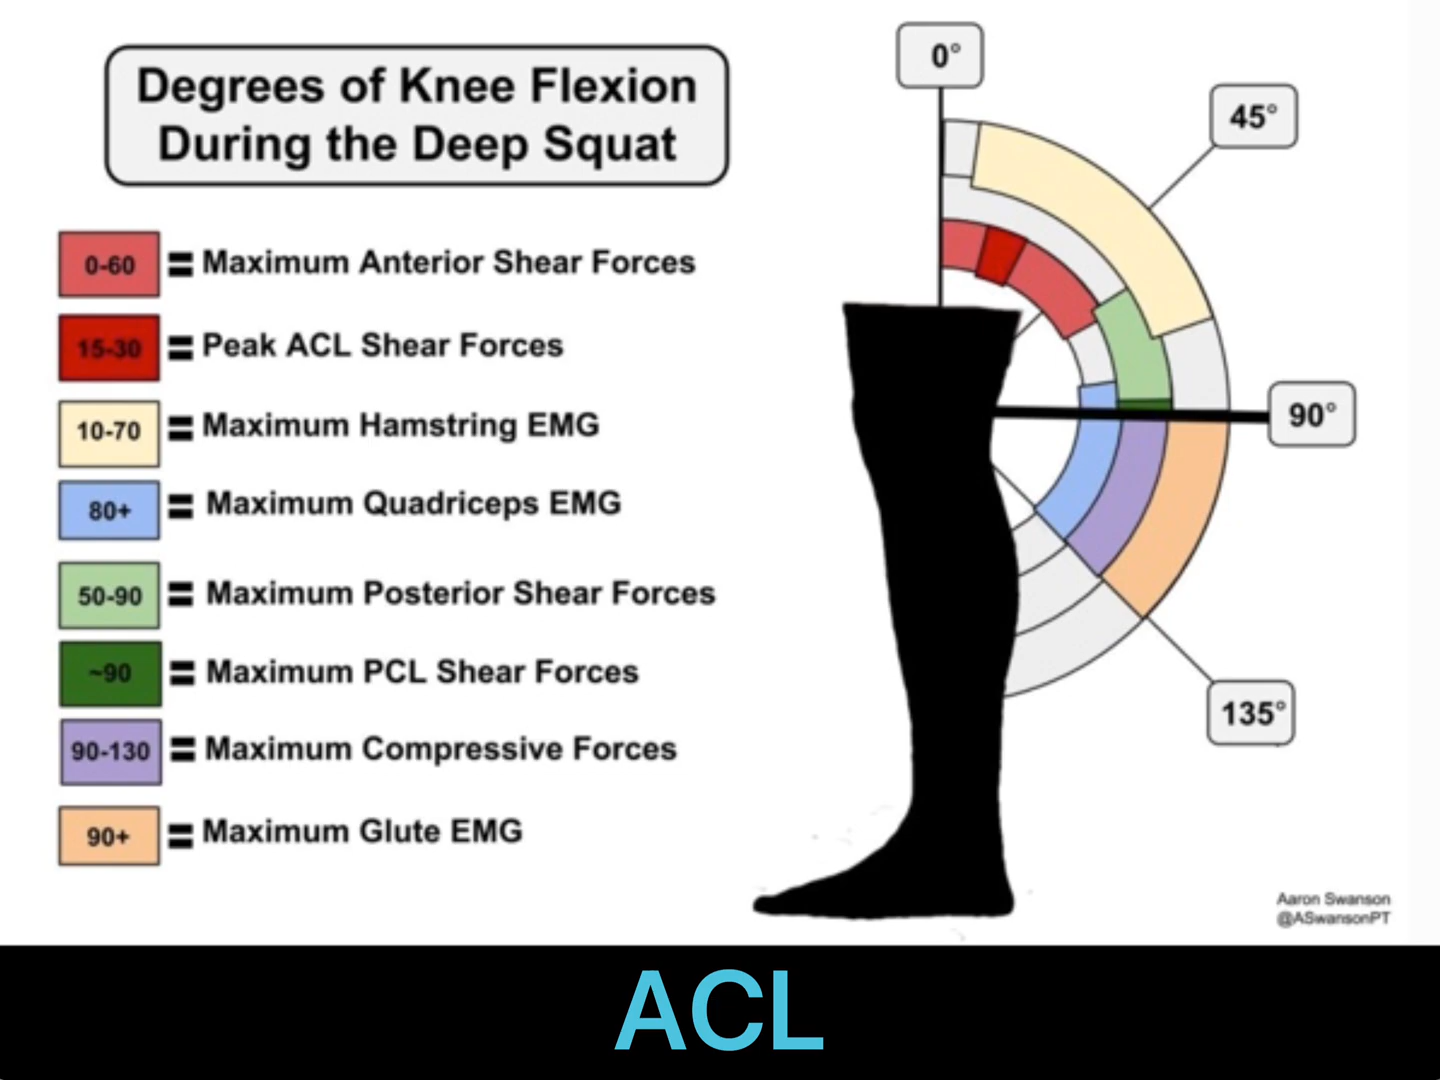 Degrees of Knee Flexion
During the Deep Squat
0-60 = Maximum Anterior Shear Forces
15-30 = Peak ACL Shear Forces
10-70 = Maximum Hamstring EMG
80+ = Maximum Quadriceps EMG
50-90 = Maximum Posterior Shear Forces
~90 = Maximum PCL Shear Forces
90-130 = Maximum Compressive Forces
90+ = Maximum Glute EMG
0°
45°
90°
135°
Aaron Swanson
@ASwansonPT
ACL